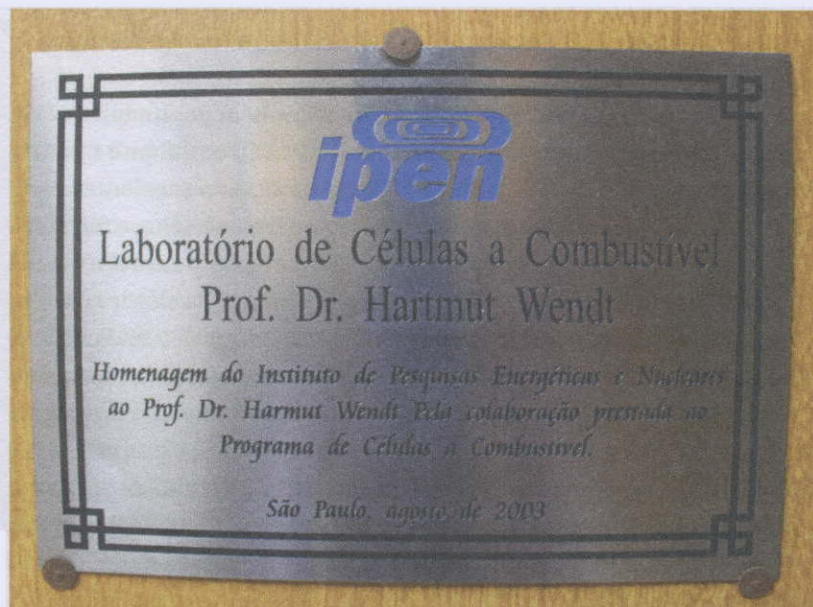 ipen
Laboratório de Células a Combustível
Prof. Dr. Hartmut Wendt
Homenagem do Instituto de Pesquisas Energéticas e Nucleares
ao Prof. Dr. Harmut Wendt Pela colaboração prestada ao
Programa de Células a Combustível.
São Paulo, agosto de 2003